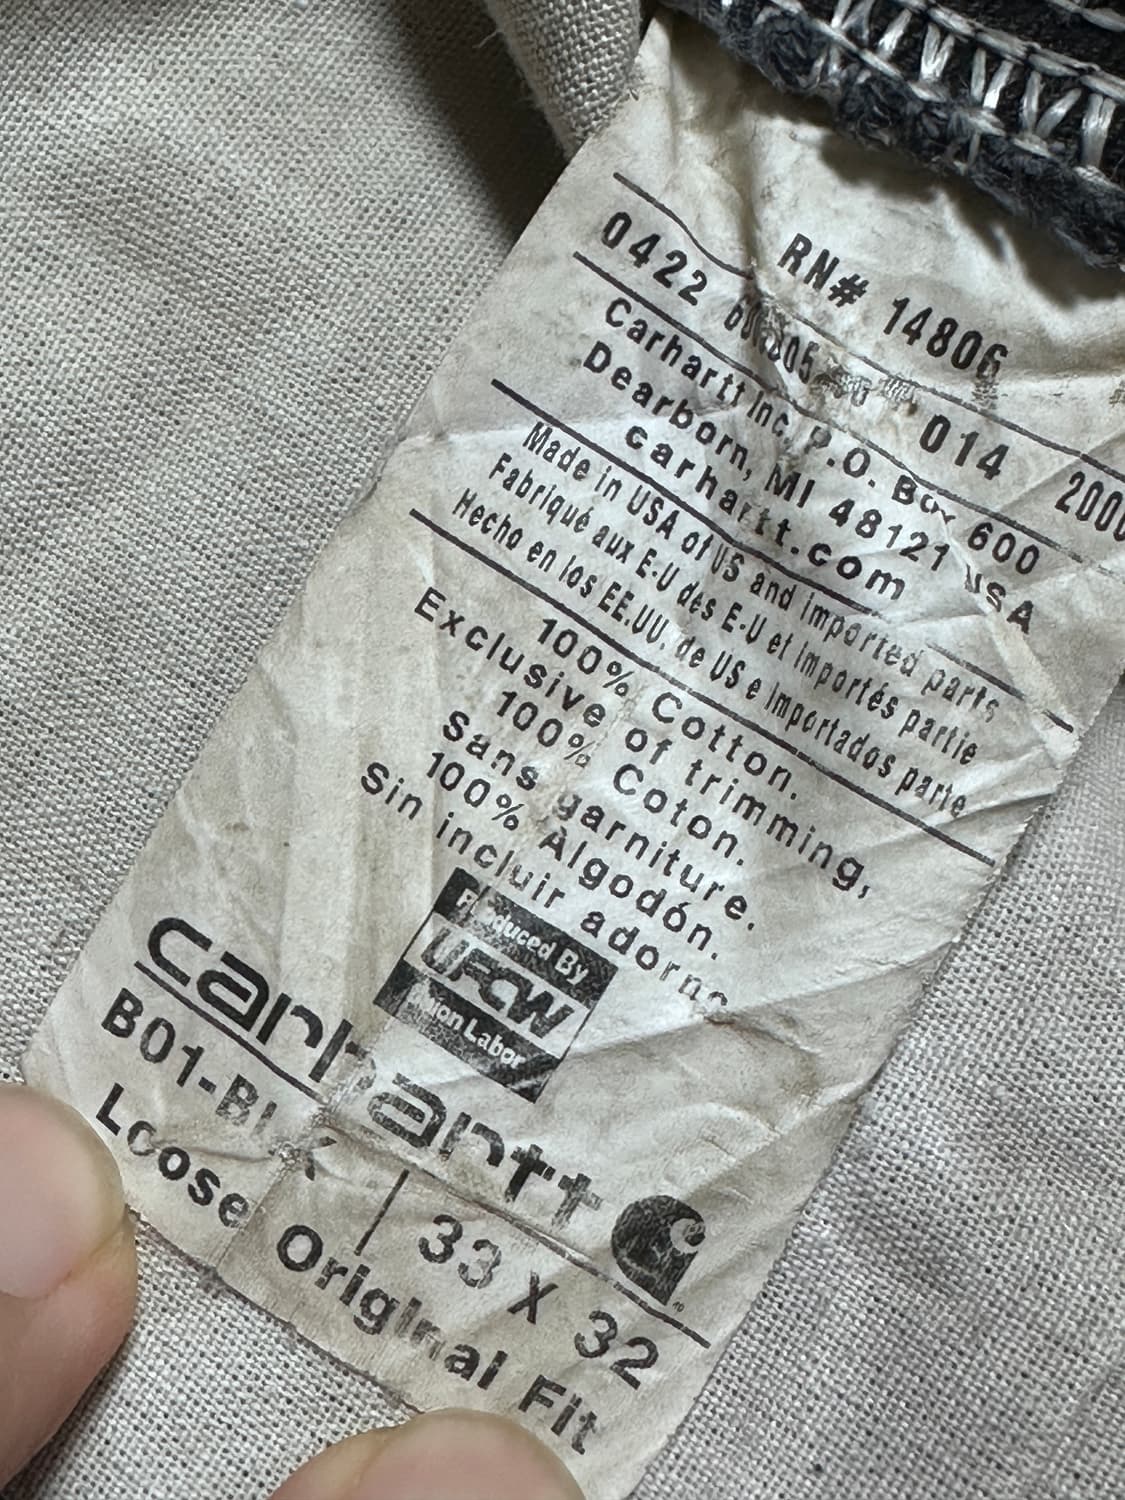 RN# 14806
0422 014 2000
Carhartt Inc. P.O. Box 600
Dearborn, MI 48121 USA
carhartt.com
Made in USA of US and imported parts
Fabriqué aux E-U des E-U et importés partie
Hecho en los EE.UU. de US e importados parte
100% Cotton.
Exclusive of trimming,
100% Coton.
Sans garniture.
100% Àlgodón.
Sin incluir adorno
Produced By
UFCW
Union Labor
carhartt
B01-BLK | 33 X 32
Loose Original Fit